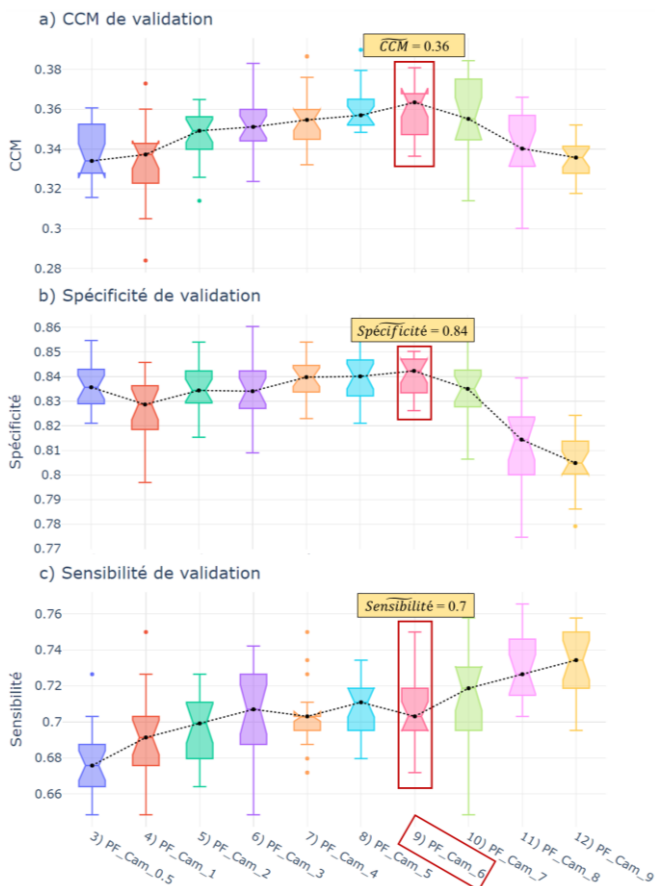 a) CCM de validation
CCM = 0.36
0.38
0.36
0.34
0.32
0.3
0.28
CCM
b) Spécificité de validation
Spécificité = 0.84
0.86
0.85
0.84
0.83
0.82
0.81
0.8
0.79
0.78
0.77
Spécificité
c) Sensibilité de validation
Sensibilité = 0.7
0.76
0.74
0.72
0.7
0.68
0.66
Sensibilité
3) PF_Cam_0.5
4) PF_Cam_1
5) PF_Cam_2
6) PF_Cam_3
7) PF_Cam_4
8) PF_Cam_5
9) PF_Cam_6
10) PF_Cam_7
11) PF_Cam_8
12) PF_Cam_9